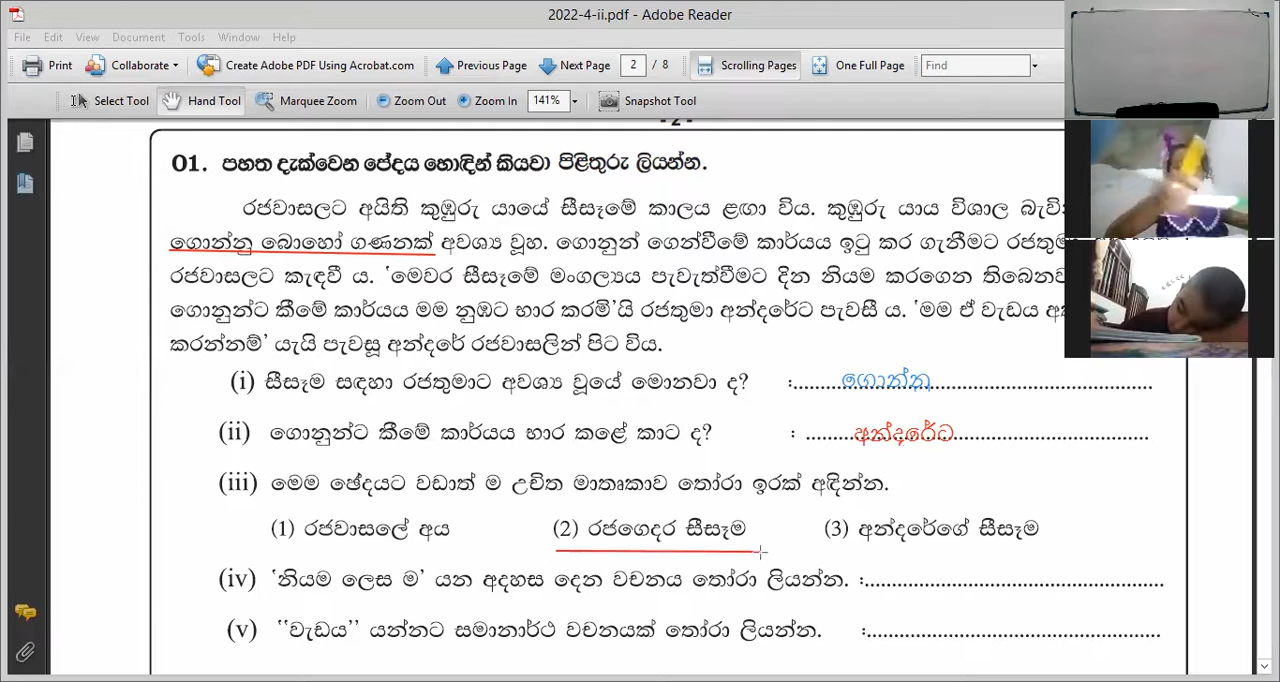 2022-4-ii.pdf - Adobe Reader
File Edit View Document Tools Window Help
Print Collaborate Create Adobe PDF Using Acrobat.com Previous Page Next Page 2 / 8 Scrolling Pages One Full Page Find
Select Tool Hand Tool Marquee Zoom Zoom Out Zoom In 141% Snapshot Tool
- 2 -
01. පහත දැක්වෙන ඡේදය හොඳින් කියවා පිළිතුරු ලියන්න.
රජවාසලට අයිති කුඹුරු යායේ සීසෑමේ කාලය ළඟා විය. කුඹුරු යාය විශාල
ගොන්නු බොහෝ ගණනක් අවශ්‍ය වූහ. ගොනුන් ගෙන්වීමේ කාර්යය ඉටු කර ගැනීමට
රජවාසලට කැඳවී ය. ‘මෙවර සීසෑමේ මංගල්‍යය පැවැත්වීමට දින නියම කරගෙන
ගොනුන්ට කීමේ කාර්යය මම නුඹට භාර කරමි’යි රජතුමා අන්දරේට පැවසී ය. ‘මම ඒ වැඩය
කරන්නම්’ යැයි පැවසූ අන්දරේ රජවාසලින් පිට විය.
(i) සීසෑම සඳහා රජතුමාට අවශ්‍ය වූයේ මොනවා ද? : ගොන්නු
(ii) ගොනුන්ට කීමේ කාර්යය භාර කළේ කාට ද? : අන්දරේට
(iii) මෙම ඡේදයට වඩාත් ම උචිත මාතෘකාව තෝරා ඉරක් අඳින්න.
(1) රජවාසලේ අය (2) රජගෙදර සීසෑම (3) අන්දරේගේ සීසෑම
(iv) ‘නියම ලෙස ම’ යන අදහස දෙන වචනය තෝරා ලියන්න. :
(v) ‘‘වැඩය’’ යන්නට සමානාර්ථ වචනයක් තෝරා ලියන්න. :